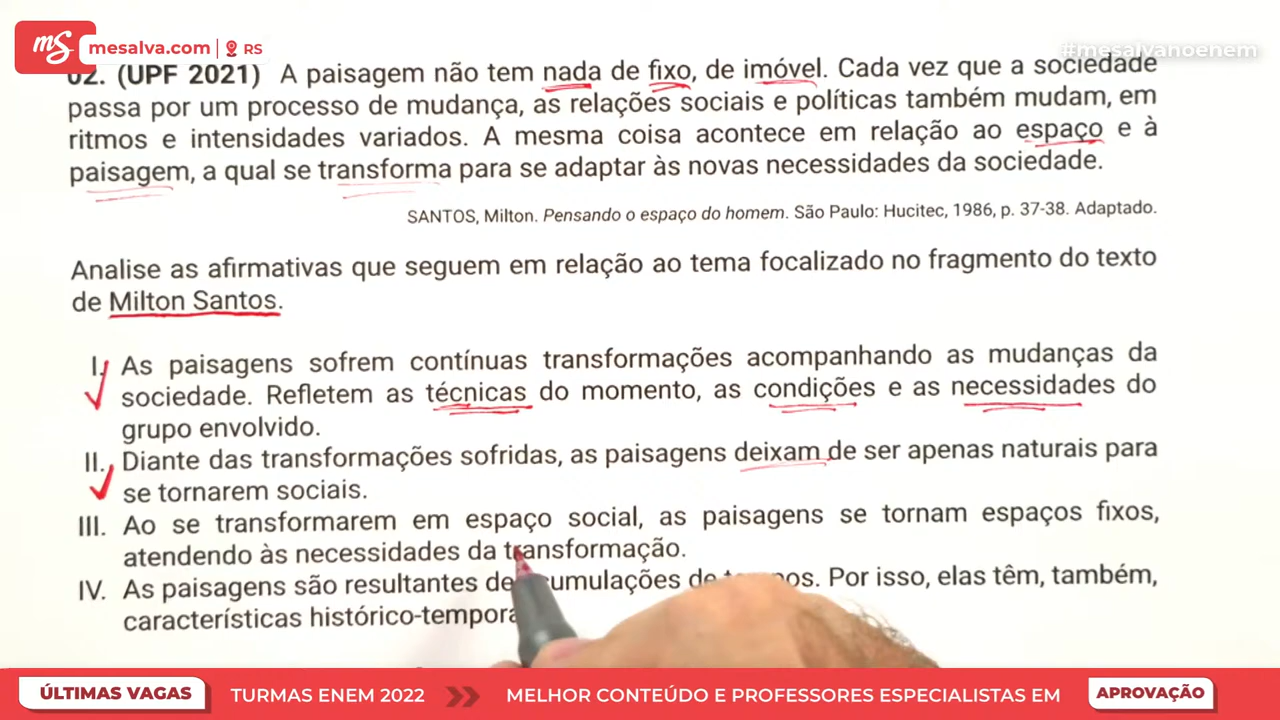 mS mesalva.com | RS
#mesalvanoenem
02. (UPF 2021) A paisagem não tem nada de fixo, de imóvel. Cada vez que a sociedade
passa por um processo de mudança, as relações sociais e políticas também mudam, em
ritmos e intensidades variados. A mesma coisa acontece em relação ao espaço e à
paisagem, a qual se transforma para se adaptar às novas necessidades da sociedade.
SANTOS, Milton. Pensando o espaço do homem. São Paulo: Hucitec, 1986, p. 37-38. Adaptado.
Analise as afirmativas que seguem em relação ao tema focalizado no fragmento do texto
de Milton Santos.
I. As paisagens sofrem contínuas transformações acompanhando as mudanças da
sociedade. Refletem as técnicas do momento, as condições e as necessidades do
grupo envolvido.
II. Diante das transformações sofridas, as paisagens deixam de ser apenas naturais para
se tornarem sociais.
III. Ao se transformarem em espaço social, as paisagens se tornam espaços fixos,
atendendo às necessidades da transformação.
IV. As paisagens são resultantes de Por isso, elas têm, também,
características
ÚLTIMAS VAGAS TURMAS ENEM 2022 MELHOR CONTEÚDO E PROFESSORES ESPECIALISTAS EM APROVAÇÃO